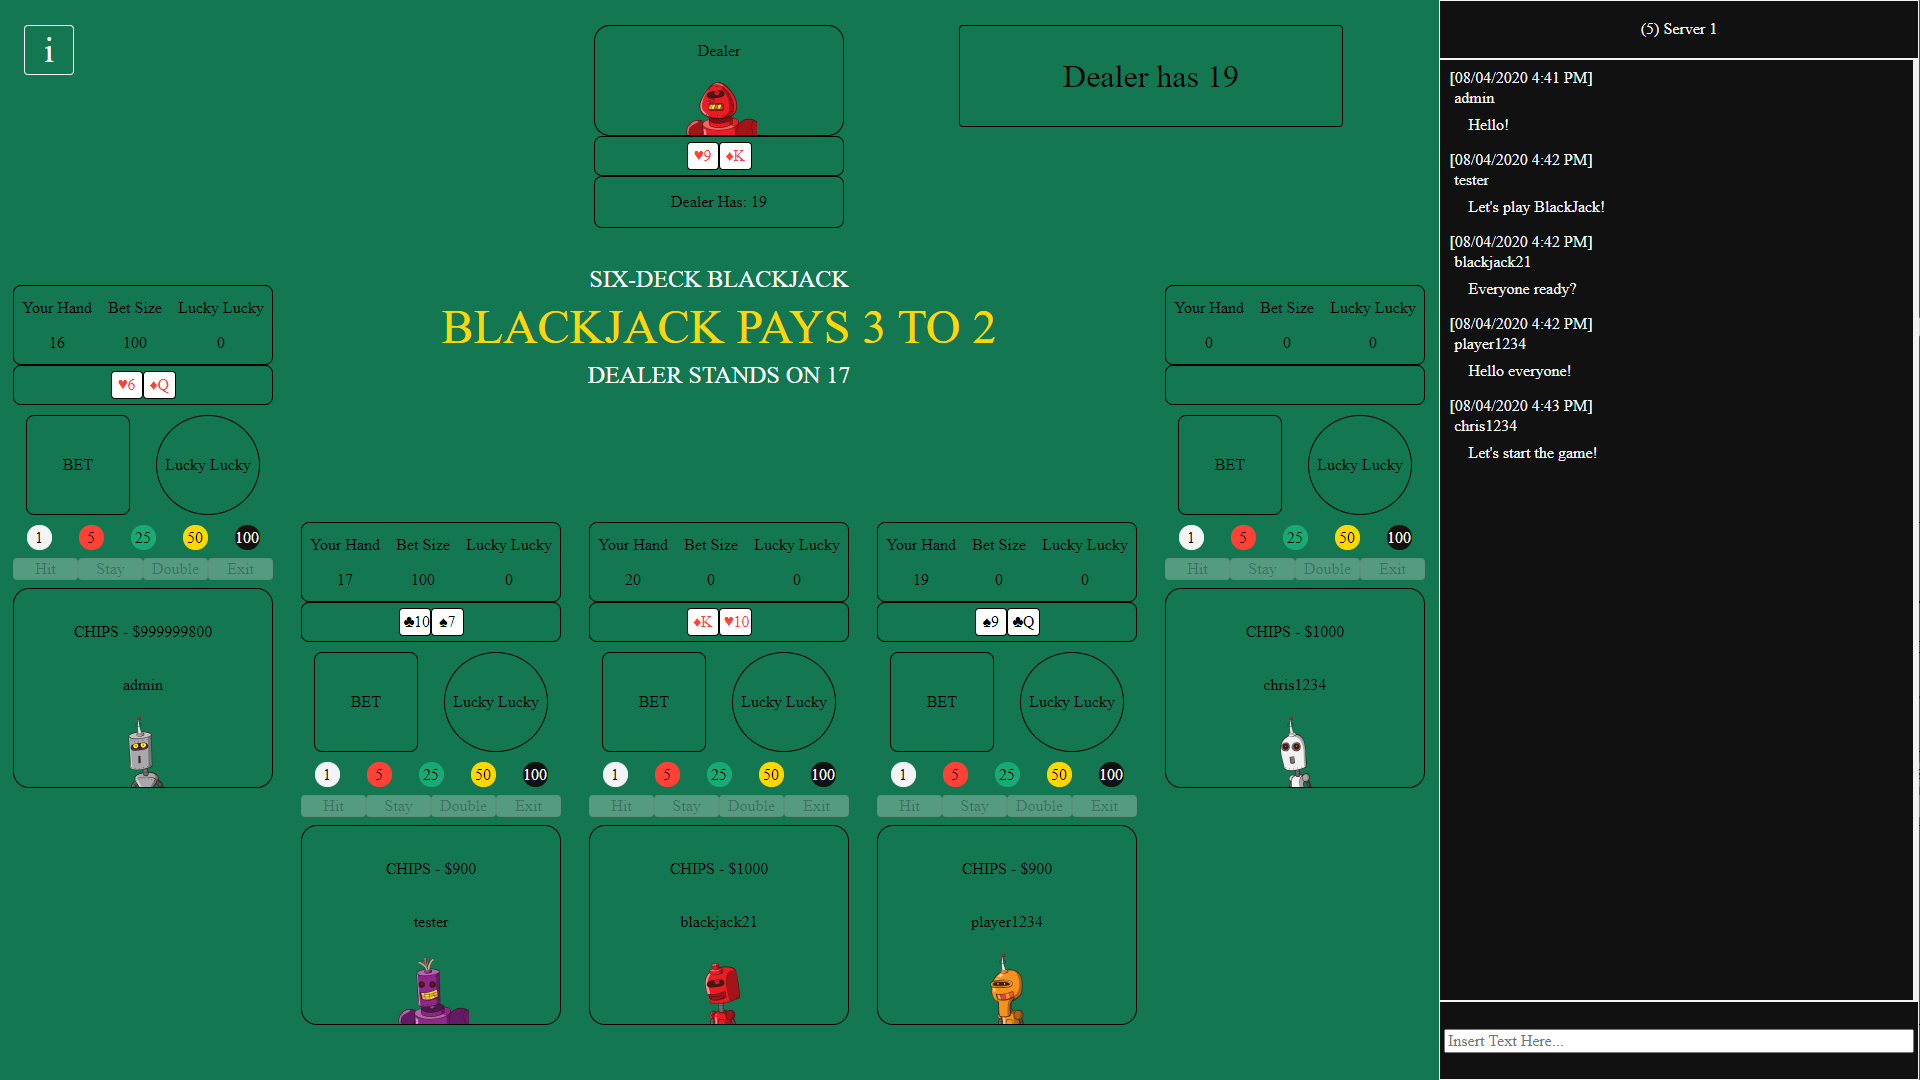 i
Dealer
♥9 ♦K
Dealer Has: 19
Dealer has 19
SIX-DECK BLACKJACK
BLACKJACK PAYS 3 TO 2
DEALER STANDS ON 17
Your Hand Bet Size Lucky Lucky
16 100 0
♥6 ♦Q
BET Lucky Lucky
1 5 25 50 100
Hit Stay Double Exit
CHIPS - $999999800
admin
Your Hand Bet Size Lucky Lucky
17 100 0
♣10 ♠7
BET Lucky Lucky
1 5 25 50 100
Hit Stay Double Exit
CHIPS - $900
tester
Your Hand Bet Size Lucky Lucky
20 0 0
♦K ♥10
BET Lucky Lucky
1 5 25 50 100
Hit Stay Double Exit
CHIPS - $1000
blackjack21
Your Hand Bet Size Lucky Lucky
19 0 0
♠9 ♣Q
BET Lucky Lucky
1 5 25 50 100
Hit Stay Double Exit
CHIPS - $900
player1234
Your Hand Bet Size Lucky Lucky
0 0 0
BET Lucky Lucky
1 5 25 50 100
Hit Stay Double Exit
CHIPS - $1000
chris1234
(5) Server 1
[08/04/2020 4:41 PM]
admin
Hello!
[08/04/2020 4:42 PM]
tester
Let's play BlackJack!
[08/04/2020 4:42 PM]
blackjack21
Everyone ready?
[08/04/2020 4:42 PM]
player1234
Hello everyone!
[08/04/2020 4:43 PM]
chris1234
Let's start the game!
Insert Text Here...